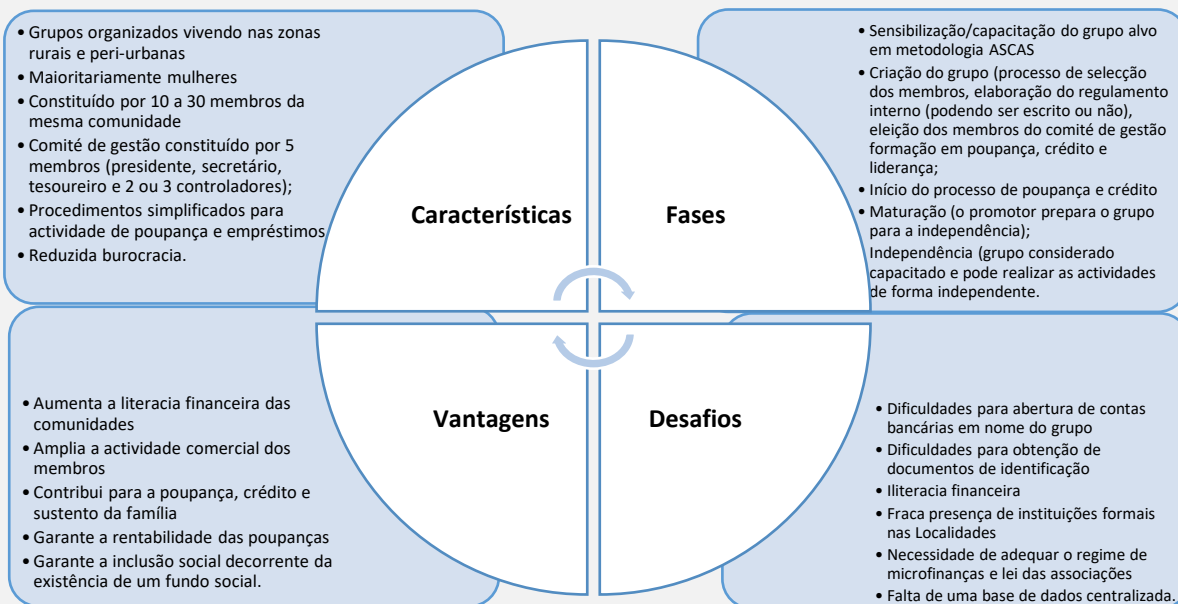 • Grupos organizados vivendo nas zonas
rurais e peri-urbanas
• Maioritariamente mulheres
• Constituído por 10 a 30 membros da
mesma comunidade
• Comité de gestão constituído por 5
membros (presidente, secretário,
tesoureiro e 2 ou 3 controladores);
• Procedimentos simplificados para
actividade de poupança e empréstimos
• Reduzida burocracia.
Característícas
Fases
• Sensibilização/capacitação do grupo alvo
em metodologia ASCAS
• Criação do grupo (processo de selecção
dos membros, elaboração do regulamento
interno (podendo ser escrito ou não),
eleição dos membros do comité de gestão
formação em poupança, crédito e
liderança;
• Início do processo de poupança e crédito
• Maturação (o promotor prepara o grupo
para a independência);
Independência (grupo considerado
capacitado e pode realizar as actividades
de forma independente.
• Aumenta a literacia financeira das
comunidades
• Amplia a actividade comercial dos
membros
• Contribui para a poupança, crédito e
sustento da família
• Garante a rentabilidade das poupanças
• Garante a inclusão social decorrente da
existência de um fundo social.
Vantagens
Desafios
• Dificuldades para abertura de contas
bancárias em nome do grupo
• Dificuldades para obtenção de
documentos de identificação
• Iliteracia financeira
• Fraca presença de instituições formais
nas Localidades
• Necessidade de adequar o regime de
microfinanças e lei das associações
• Falta de uma base de dados centralizada.